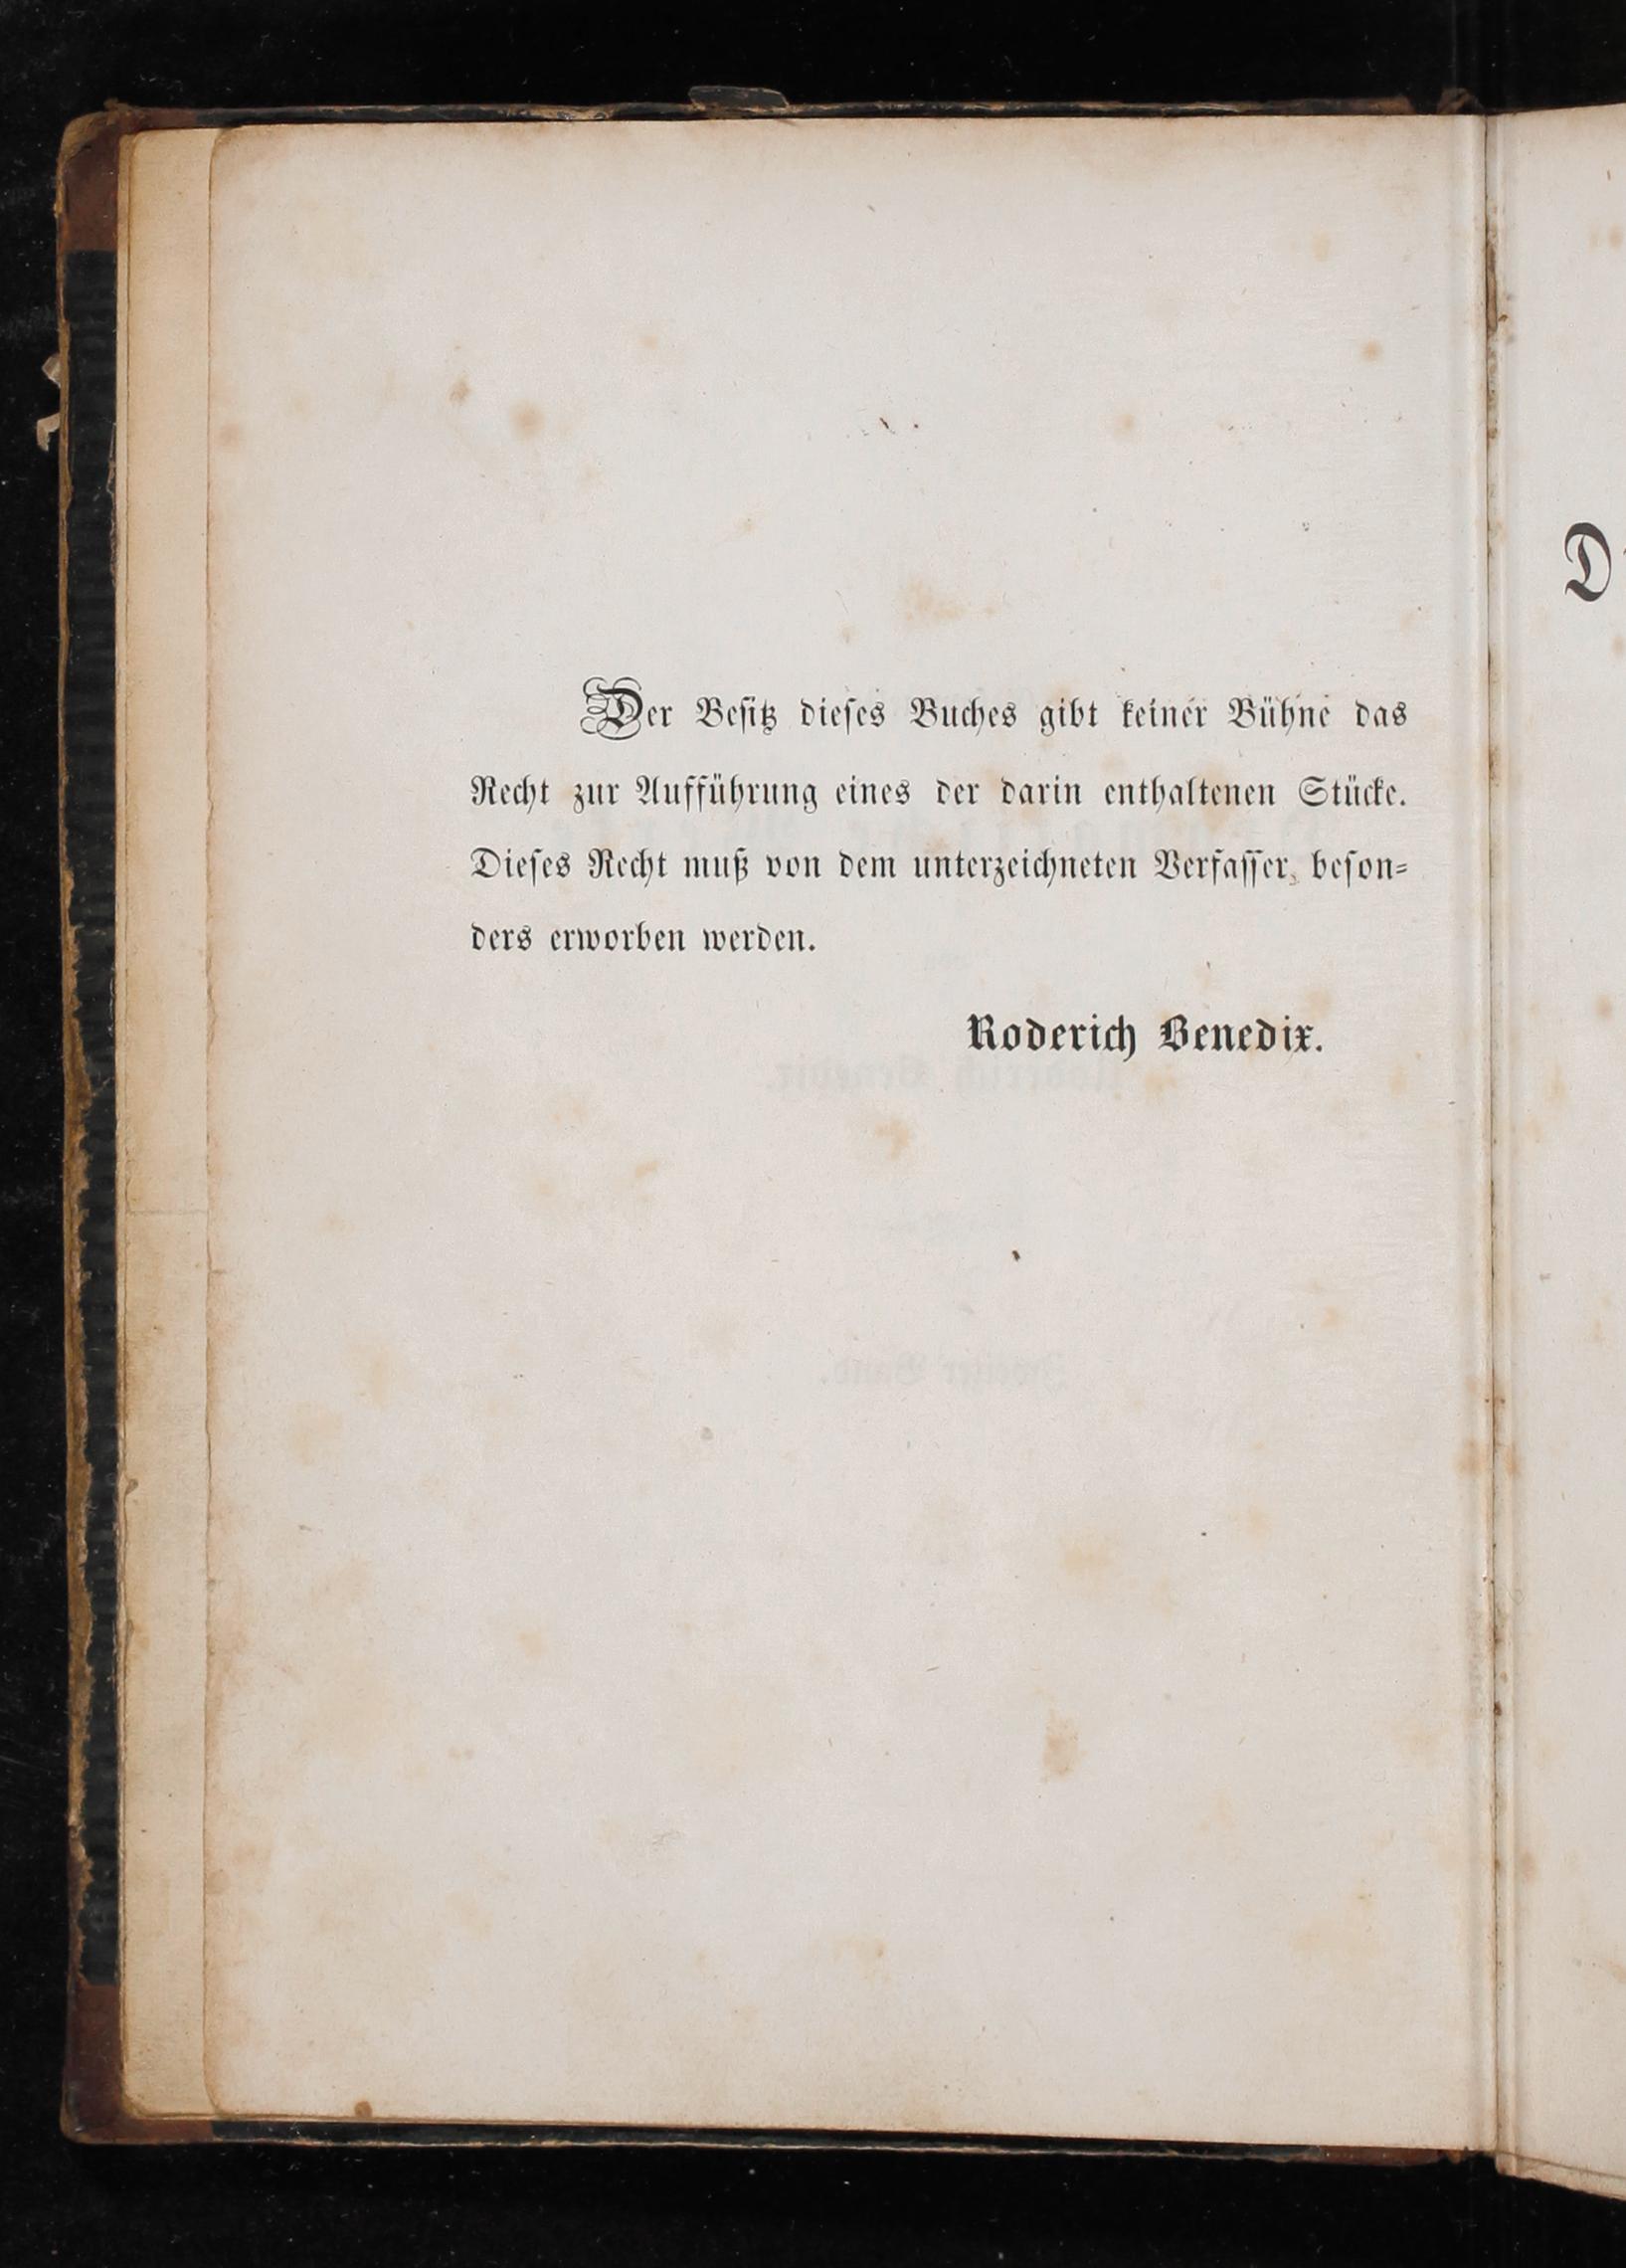 Der Besitz dieses Buches gibt keiner Bühne das
Recht zur Aufführung eines der darin enthaltenen Stücke.
Dieses Recht muß von dem unterzeichneten Verfasser beson⸗
ders erworben werden.
Roderich Benedix.
D